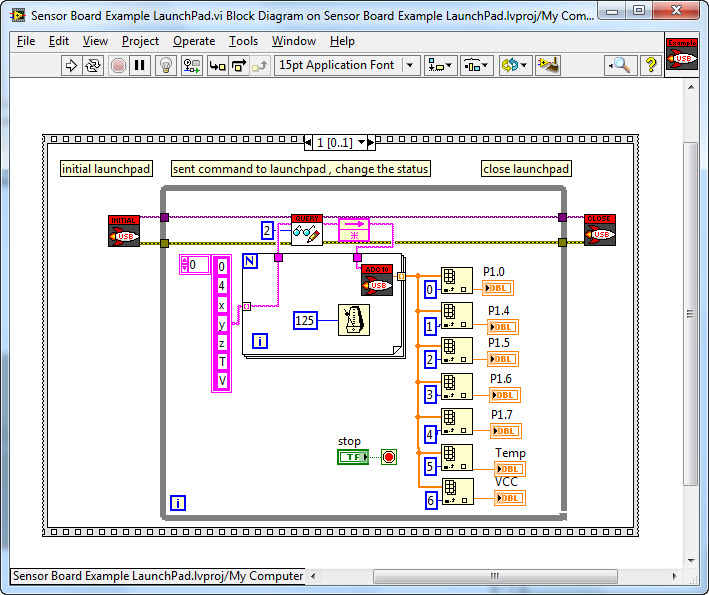 Sensor Board Example LaunchPad.vi Block Diagram on Sensor Board Example LaunchPad.lvproj/My Com...
File Edit View Project Operate Tools Window Help
Example
USB
15pt Application Font
?
1 [0..1]
initial launchpad
sent command to launchpad , change the status
close launchpad
INITIAL
USB
2
QUERY
CLOSE
USB
0
0
4
x
y
z
T
V
N
ADC10
USB
125
i
0
P1.0
DBL
1
P1.4
DBL
2
P1.5
DBL
3
P1.6
DBL
4
P1.7
DBL
5
Temp
DBL
6
VCC
DBL
stop
TF
i
Sensor Board Example LaunchPad.lvproj/My Computer